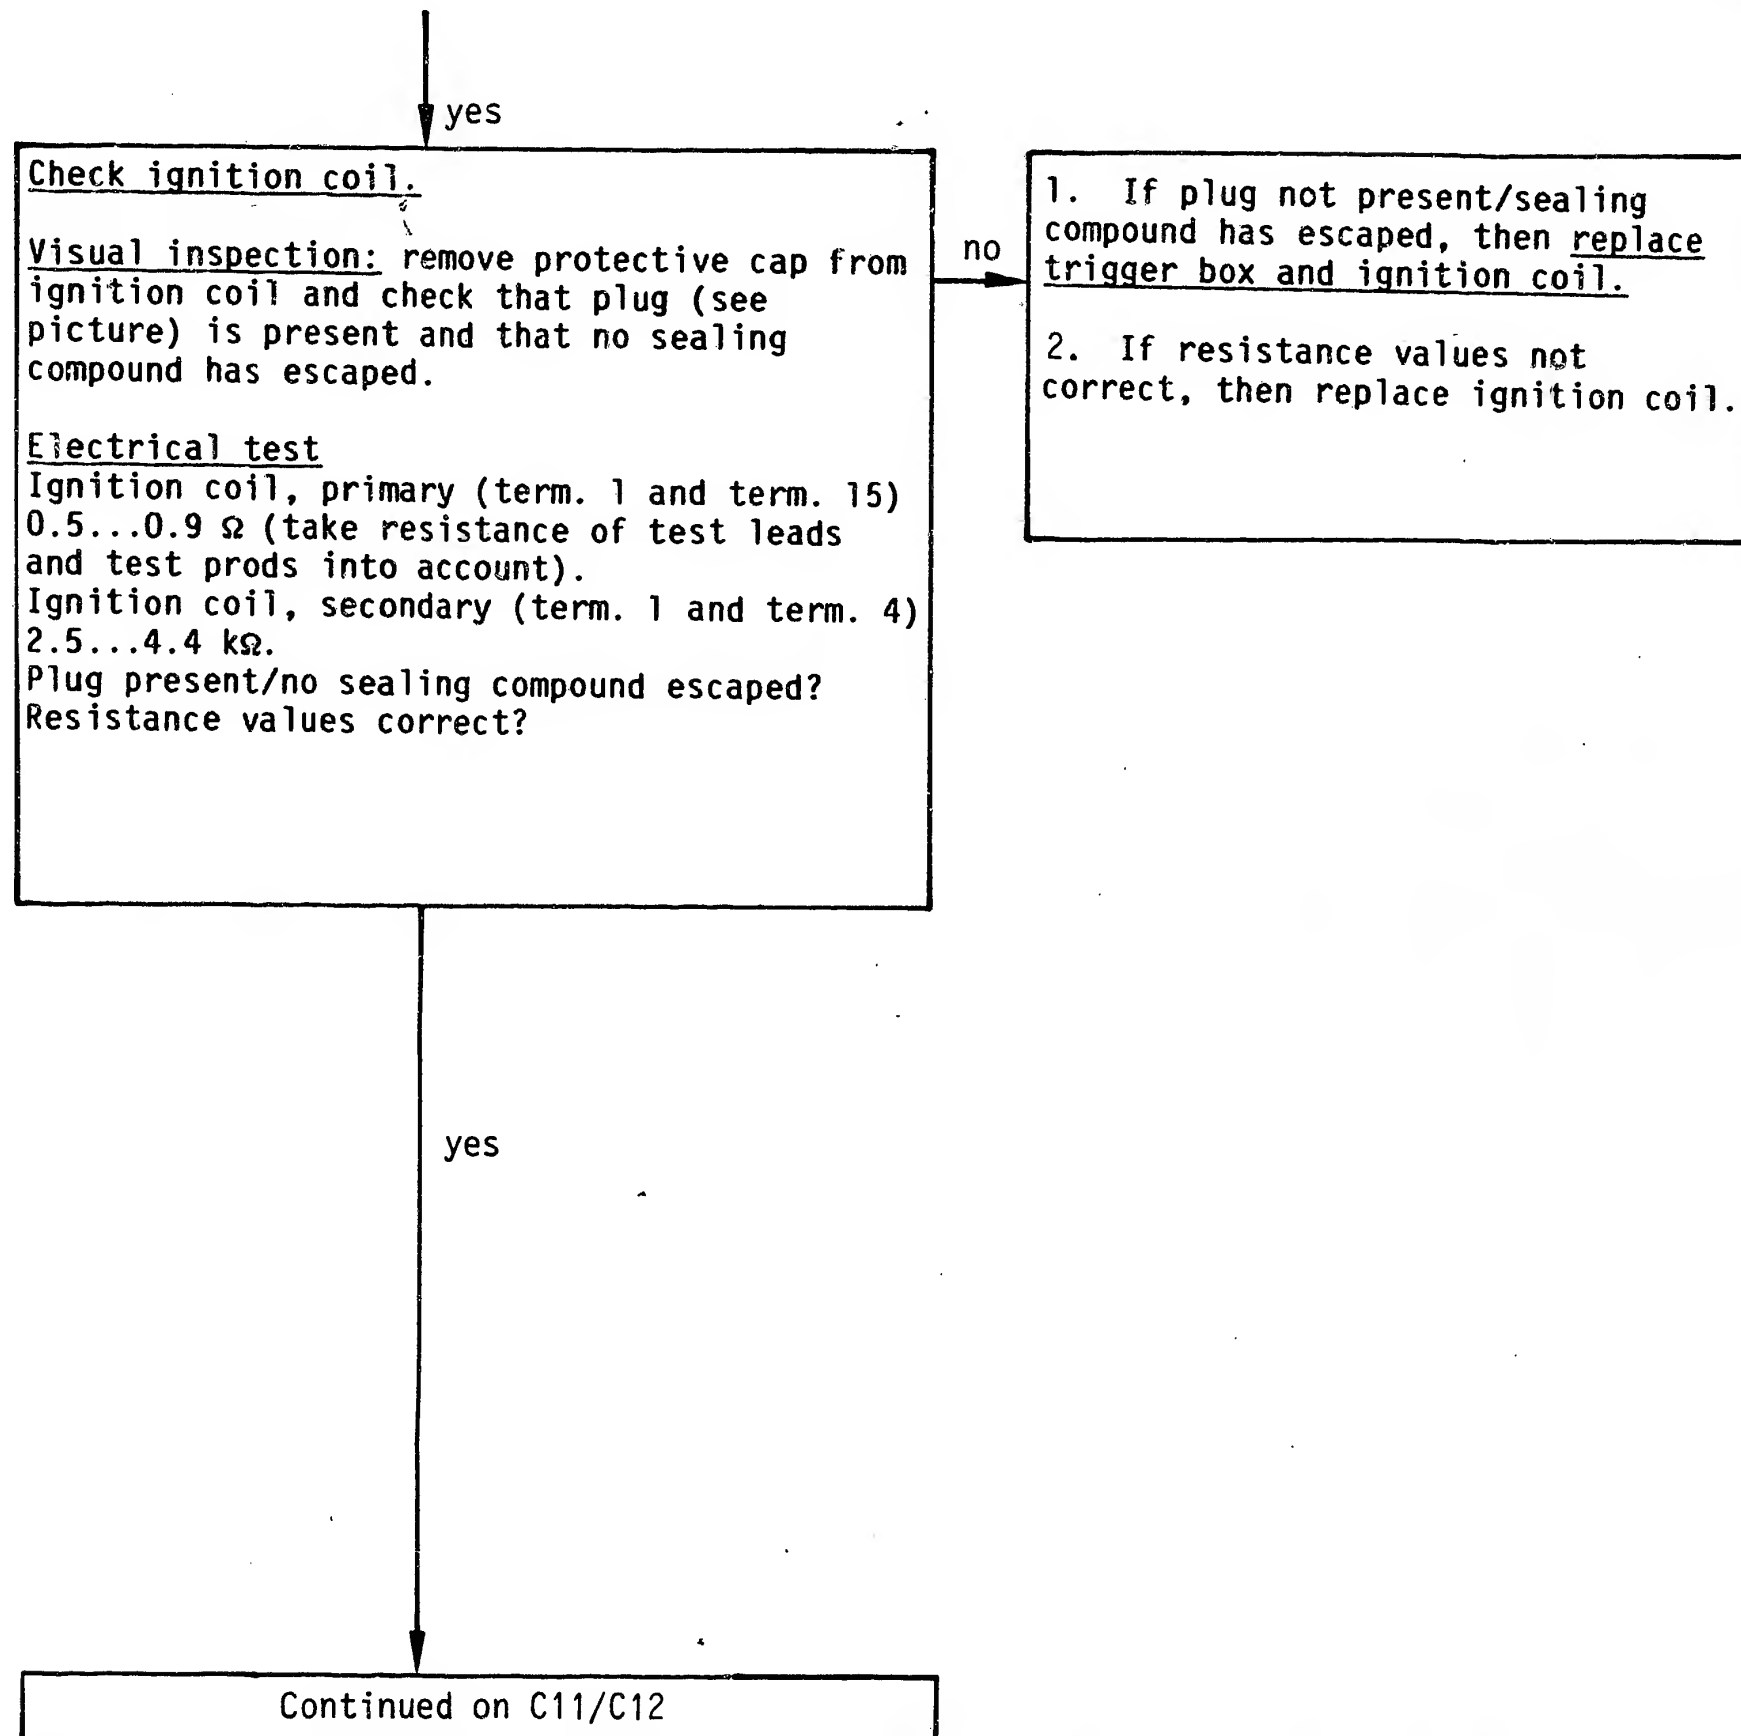 yes
Check ignition coil.
Visual inspection: remove protective cap from
ignition coil and check that plug (see
picture) is present and that no sealing
compound has escaped.
Electrical test
Ignition coil, primary (term. 1 and term. 15)
0.5...0.9 Ω (take resistance of test leads
and test prods into account).
Ignition coil, secondary (term. 1 and term. 4)
2.5...4.4 kΩ.
Plug present/no sealing compound escaped?
Resistance values correct?
no
1. If plug not present/sealing
compound has escaped, then replace
trigger box and ignition coil.
2. If resistance values not
correct, then replace ignition coil.
yes
Continued on C11/C12